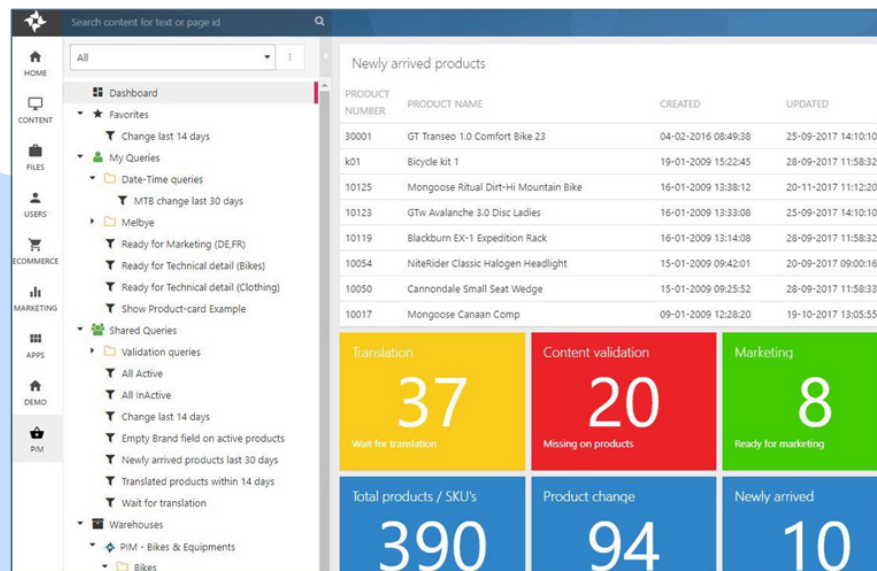 Search content for text or page id
HOME
CONTENT
FILES
USERS
ECOMMERCE
MARKETING
APPS
DEMO
PIM
All
Dashboard
Favorites
Change last 14 days
My Queries
Date-Time queries
MTB change last 30 days
Melbye
Ready for Marketing (DE,FR)
Ready for Technical detail (Bikes)
Ready for Technical detail (Clothing)
Show Product-card Example
Shared Queries
Validation queries
All Active
All InActive
Change last 14 days
Empty Brand field on active products
Newly arrived products last 30 days
Translated products within 14 days
Wait for translation
Warehouses
PIM - Bikes & Equipments
Bikes
Newly arrived products
PRODUCT NUMBER PRODUCT NAME CREATED UPDATED
30001 GT Transeo 1.0 Comfort Bike 23 04-02-2016 08:49:38 25-09-2017 14:10:10
k01 Bicycle kit 1 19-01-2009 15:22:45 28-09-2017 11:58:32
10125 Mongoose Ritual Dirt-Hi Mountain Bike 16-01-2009 13:38:12 20-11-2017 11:12:20
10123 GTw Avalanche 3.0 Disc Ladies 16-01-2009 13:33:08 25-09-2017 14:10:10
10119 Blackburn EX-1 Expedition Rack 16-01-2009 13:14:08 28-09-2017 11:58:32
10054 NiteRider Classic Halogen Headlight 15-01-2009 09:42:01 20-09-2017 09:00:16
10050 Cannondale Small Seat Wedge 15-01-2009 09:25:52 28-09-2017 11:58:33
10017 Mongoose Canaan Comp 09-01-2009 12:28:20 19-10-2017 13:05:55
Translation
37
Wait for translation
Content validation
20
Missing on products
Marketing
8
Ready for marketing
Total products / SKU's
390
Product change
94
Newly arrived
10